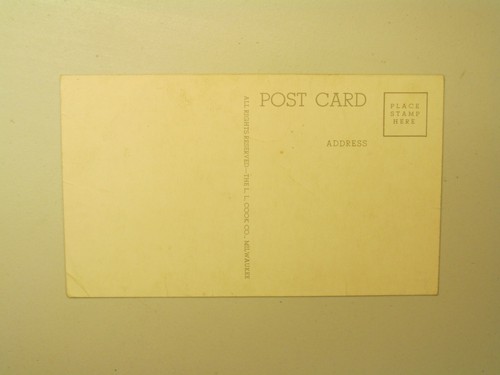 POST CARD
PLACE
STAMP
HERE
ADDRESS
ALL RIGHTS RESERVED - THE L. L. COOK CO., MILWAUKEE